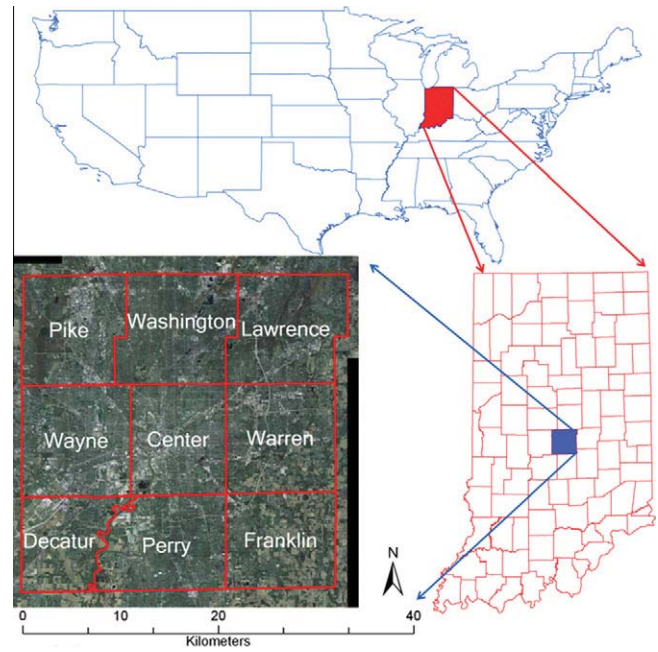 Pike
Washington
Lawrence
Wayne
Center
Warren
Decatur
Perry
Franklin
N
0 10 20 40
Kilometers